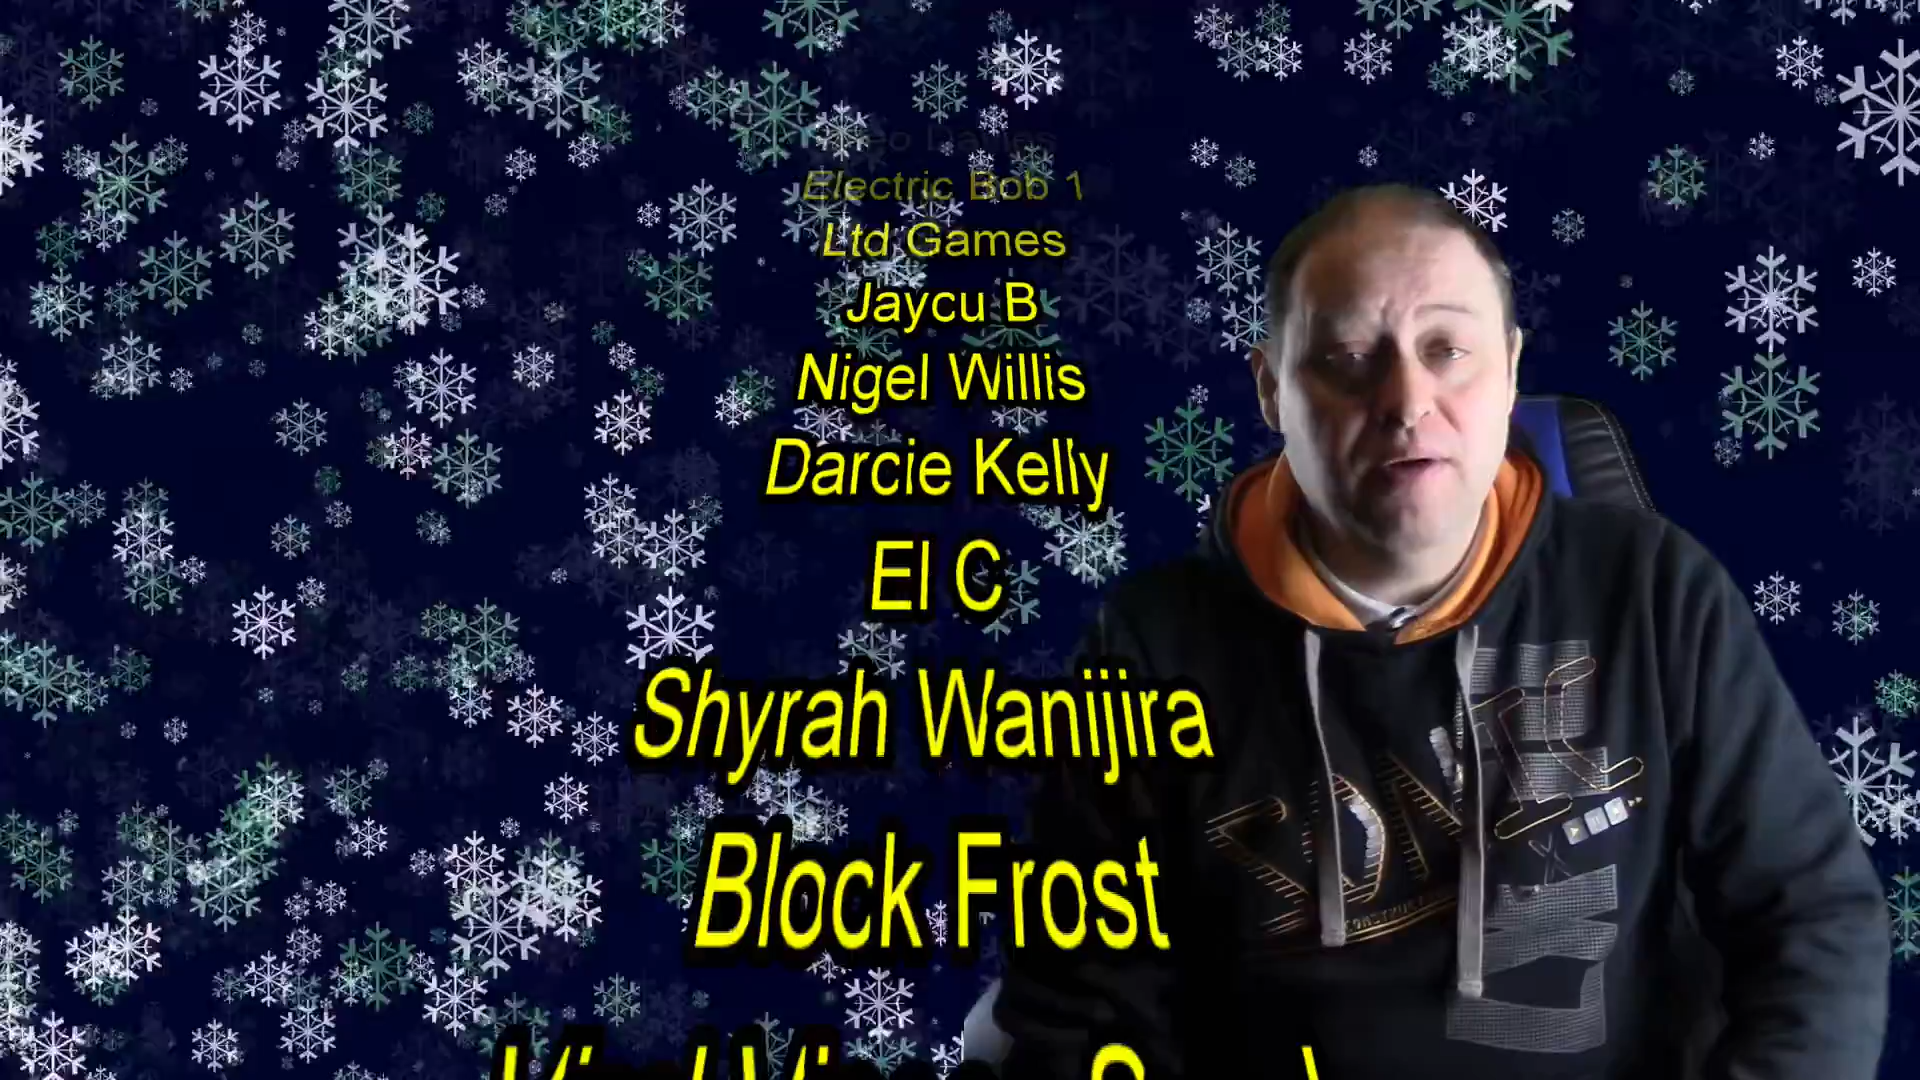 Electric Bob 1
Ltd Games
Jaycu B
Nigel Willis
Darcie Kelly
El C
Shyrah Wanijira
Block Frost